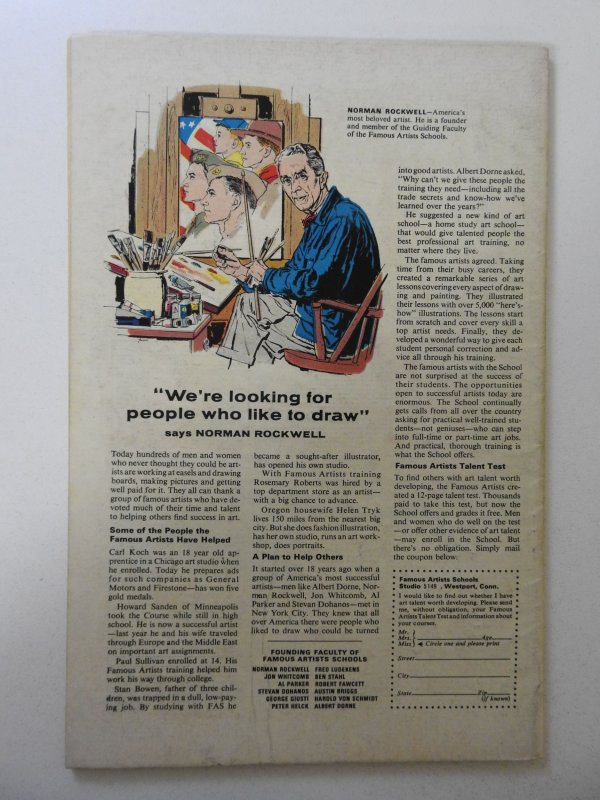 NORMAN ROCKWELL—America's
most beloved artist. He is a founder
and member of the Guiding Faculty
of the Famous Artists Schools.
"We're looking for
people who like to draw"
says NORMAN ROCKWELL
Today hundreds of men and women
who never thought they could be art-
ists are working at easels and drawing
boards, making pictures and getting
well paid for it. They all can thank a
group of famous artists who have de-
voted much of their time and talent
to helping others find success in art.
Some of the People the
Famous Artists Have Helped
Carl Koch was an 18 year old ap-
prentice in a Chicago art studio when
he enrolled. Today he prepares ads
for such companies as General
Motors and Firestone—has won five
gold medals.
Howard Sanden of Minneapolis
took the Course while still in high
school. He is now a successful artist
—last year he and his wife traveled
through Europe and the Middle East
on important art assignments.
Paul Sullivan enrolled at 14. His
Famous Artists training helped him
work his way through college.
Stan Bowen, father of three chil-
dren, was trapped in a dull, low-pay-
ing job. By studying with FAS he
became a sought-after illustrator,
has opened his own studio.
With Famous Artists training
Rosemary Roberts was hired by a
top department store as an artist—
with a big chance to advance.
Oregon housewife Helen Tryk
lives 150 miles from the nearest big
city. But she does fashion illustration,
has her own studio, runs an art work-
shop, does portraits.
A Plan to Help Others
It started over 18 years ago when a
group of America's most successful
artists—men like Albert Dorne, Nor-
man Rockwell, Jon Whitcomb, Al
Parker and Stevan Dohanos—met in
New York City. They knew that all
over America there were people who
liked to draw who could be turned
FOUNDING FACULTY OF
FAMOUS ARTISTS SCHOOLS
NORMAN ROCKWELL FRED LUDEKENS
JON WHITCOMB BEN STAHL
AL PARKER ROBERT FAWCETT
STEVAN DOHANOS AUSTIN BRIGGS
GEORGE GIUSTI HAROLD VON SCHMIDT
PETER HELCK ALBERT DORNE
into good artists. Albert Dorne asked,
"Why can't we give these people the
training they need—including all the
trade secrets and know-how we've
learned over the years?"
He suggested a new kind of art
school—a home study art school—
that would give talented people the
best professional art training, no
matter where they live.
The famous artists agreed. Taking
time from their busy careers, they
created a remarkable series of art
lessons covering every aspect of draw-
ing and painting. They illustrated
their lessons with over 5,000 "here's-
how" illustrations. The lessons start
from scratch and cover every skill a
top artist needs. Finally, they de-
veloped a wonderful way to give each
student personal correction and ad-
vice all through his training.
The famous artists with the School
are not surprised at the success of
their students. The opportunities
open to successful artists today are
enormous. The School continually
gets calls from all over the country
asking for practical well-trained stu-
dents—not geniuses—who can step
into full-time or part-time art jobs.
And practical, thorough training is
what the School offers.
Famous Artists Talent Test
To find others with art talent worth
developing, the Famous Artists cre-
ated a 12-page talent test. Thousands
paid to take this test, but now the
School offers and grades it free. Men
and women who do well on the test
—or offer other evidence of art talent
—may enroll in the School. But
there's no obligation. Simply mail
the coupon below.
Famous Artists Schools
Studio 5145, Westport, Conn.
I would like to find out whether I have
art talent worth developing. Please send
me, without obligation, your Famous
Artists Talent Test and information about
your courses.
Mr.
Mrs. Age
Miss Circle one and please print
Street
City
State Zip
(if known)